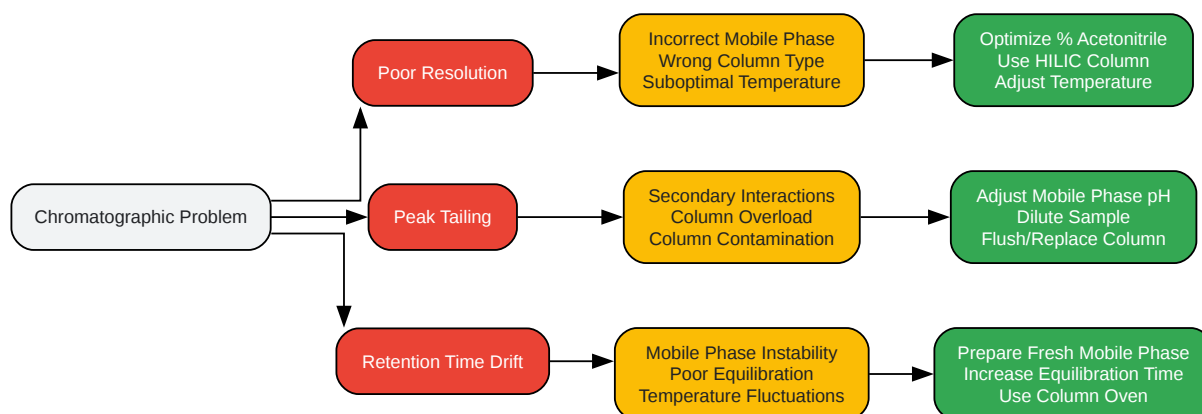 Chromatographic Problem
Poor Resolution
Incorrect Mobile Phase
Wrong Column Type
Suboptimal Temperature
Optimize % Acetonitrile
Use HILIC Column
Adjust Temperature
Peak Tailing
Secondary Interactions
Column Overload
Column Contamination
Adjust Mobile Phase pH
Dilute Sample
Flush/Replace Column
Retention Time Drift
Mobile Phase Instability
Poor Equilibration
Temperature Fluctuations
Prepare Fresh Mobile Phase
Increase Equilibration Time
Use Column Oven